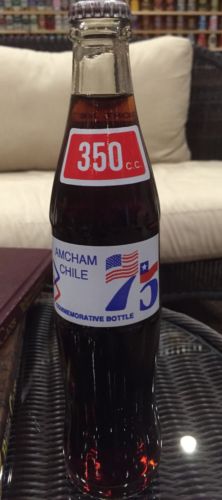 350 C.C.
AMCHAM
CHILE
75
COMMEMORATIVE BOTTLE